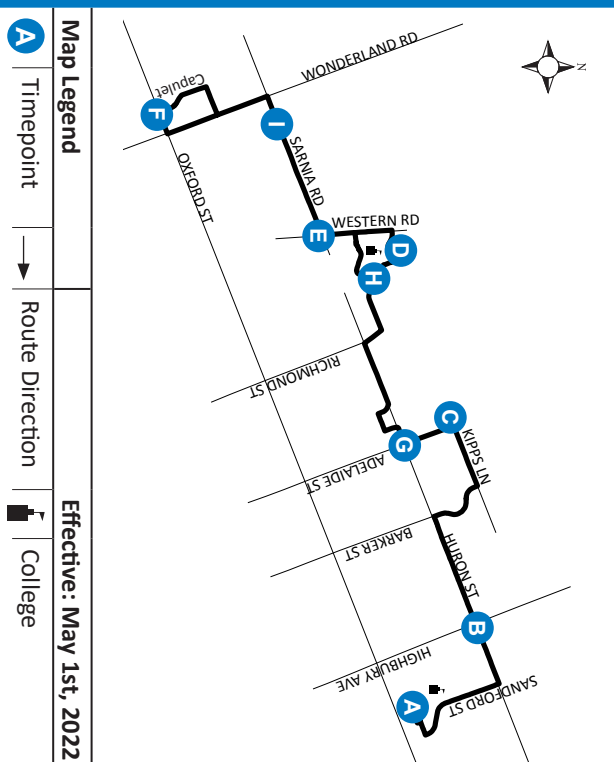 N
WONDERLAND RD
Capulet
F
I
OXFORD ST
SARNIA RD
WESTERN RD
E
D
H
RICHMOND ST
C
KIPPS LN
G
ADELAIDE ST
BARKER ST
HURON ST
B
HIGHBURY AVE
SANDFORD ST
A
Map Legend
Effective: May 1st, 2022
A Timepoint
Route Direction
College